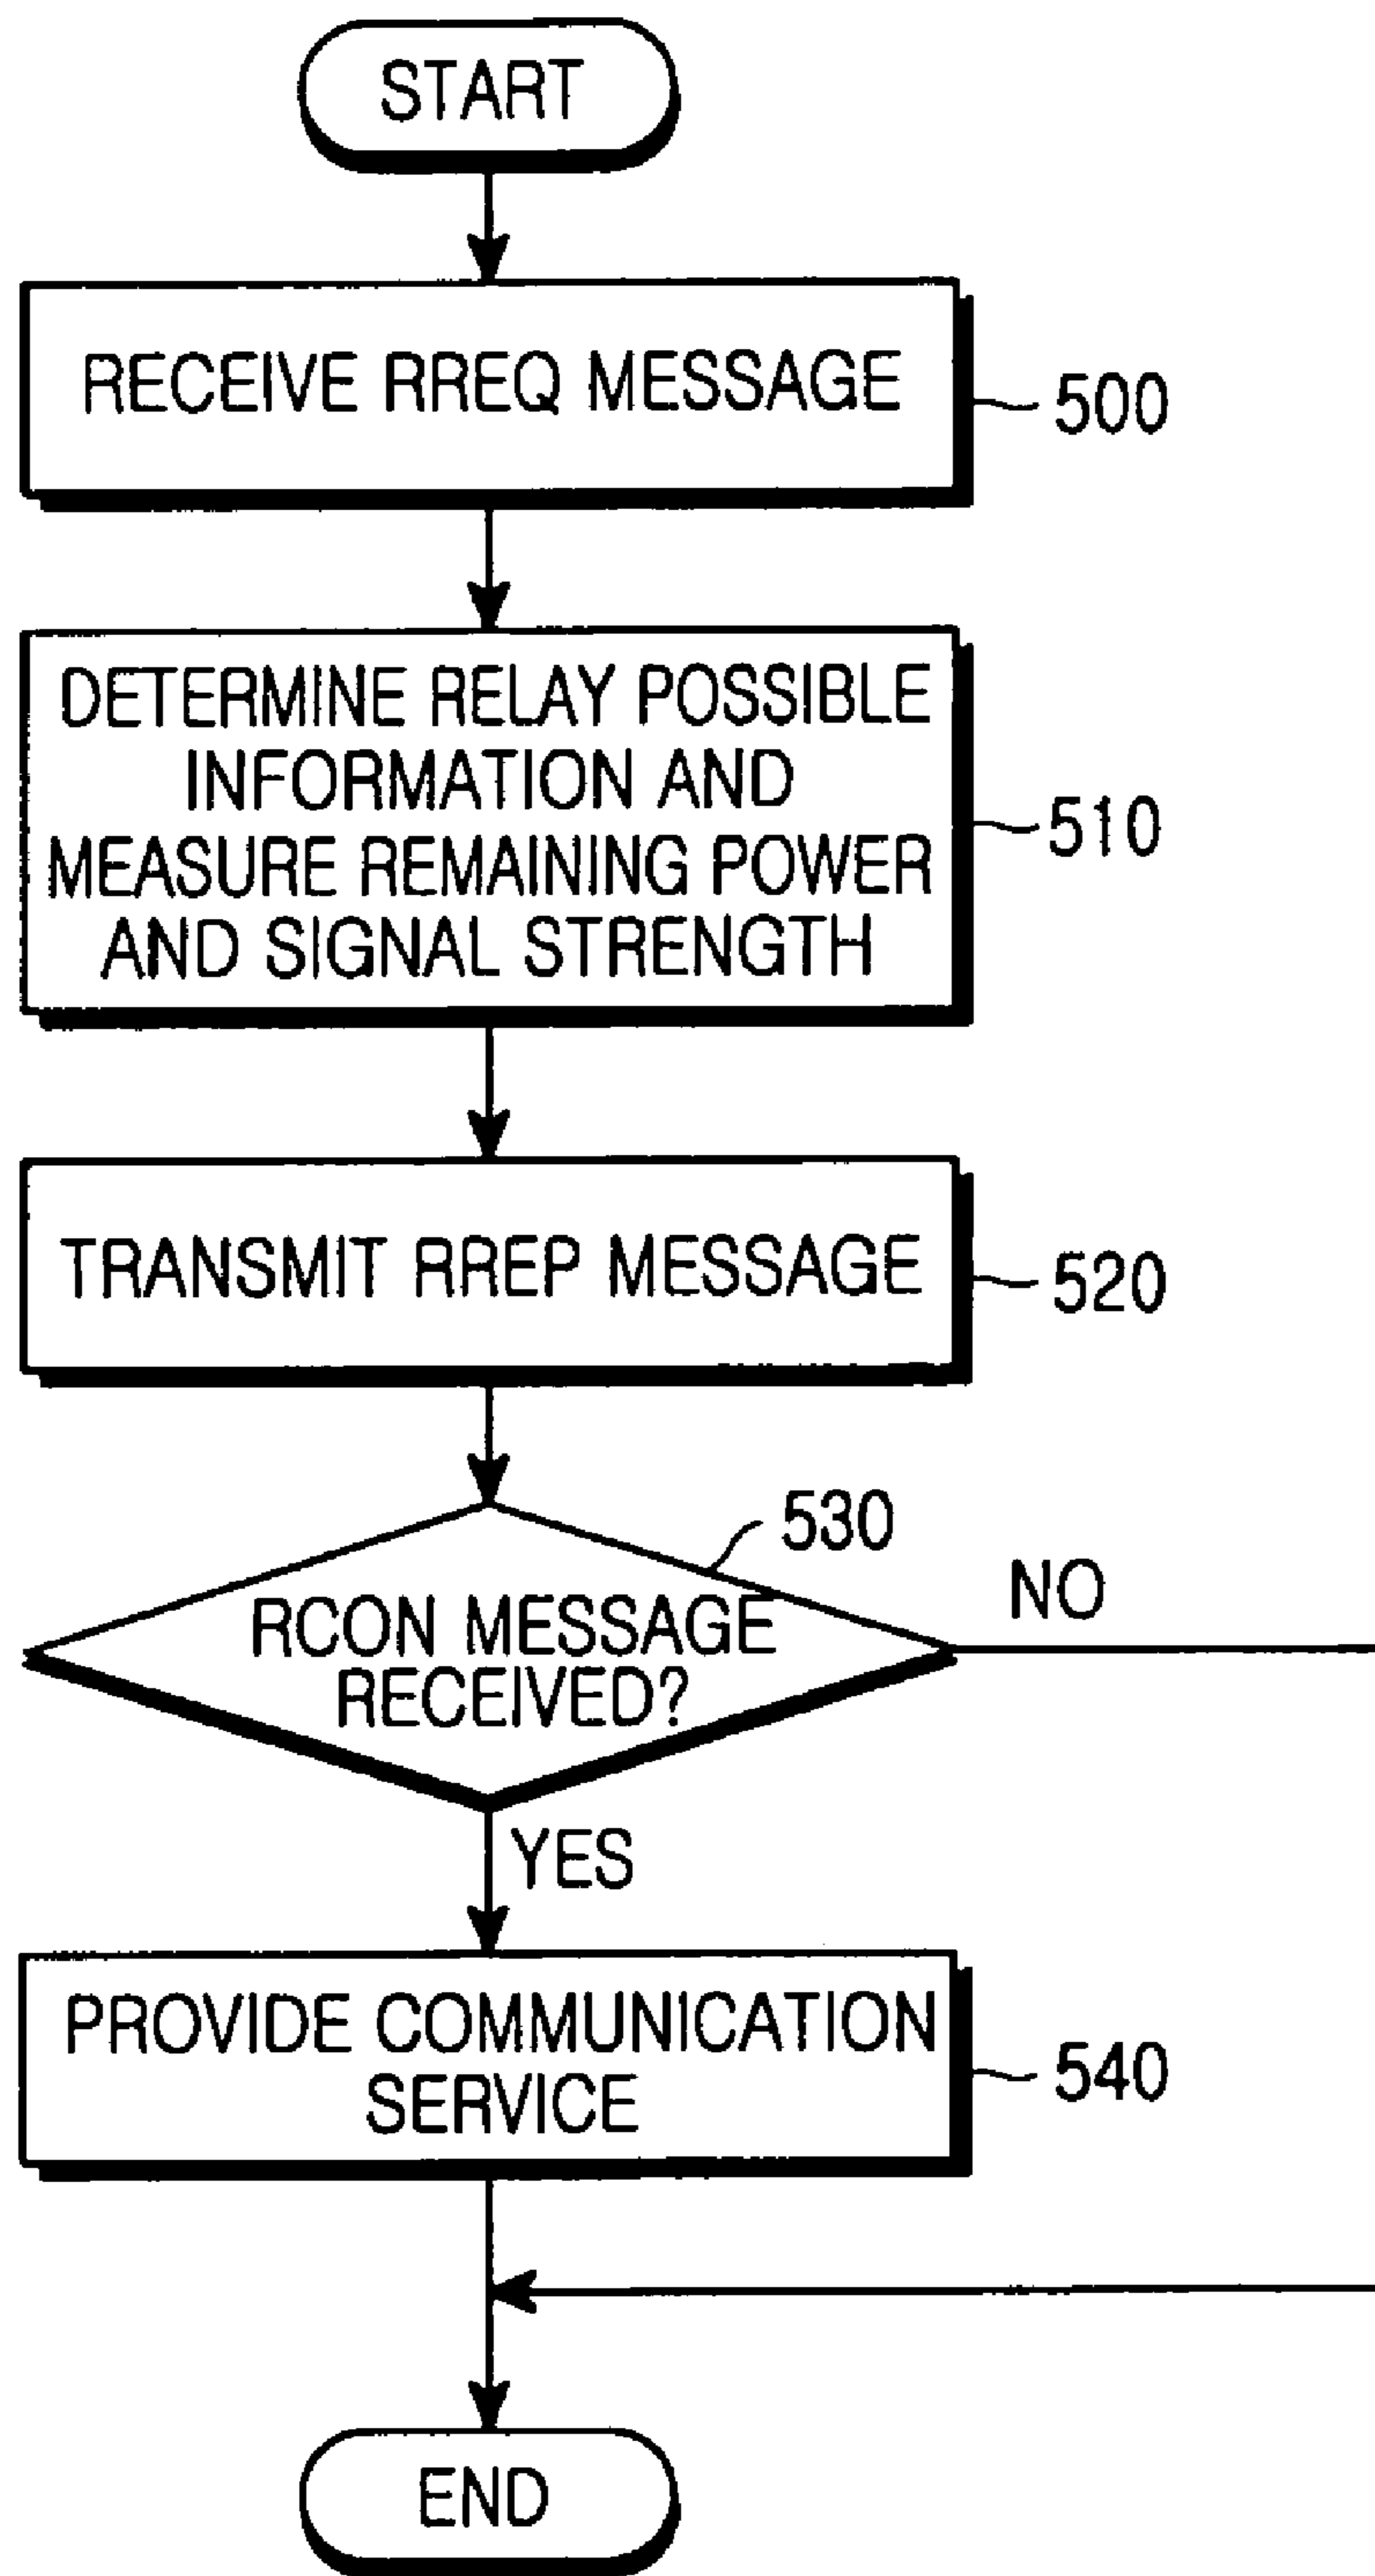 START
RECEIVE RREQ MESSAGE
500
DETERMINE RELAY POSSIBLE
INFORMATION AND
MEASURE REMAINING POWER
AND SIGNAL STRENGTH
510
TRANSMIT RREP MESSAGE
520
530
RCON MESSAGE
RECEIVED?
NO
YES
PROVIDE COMMUNICATION
SERVICE
540
END